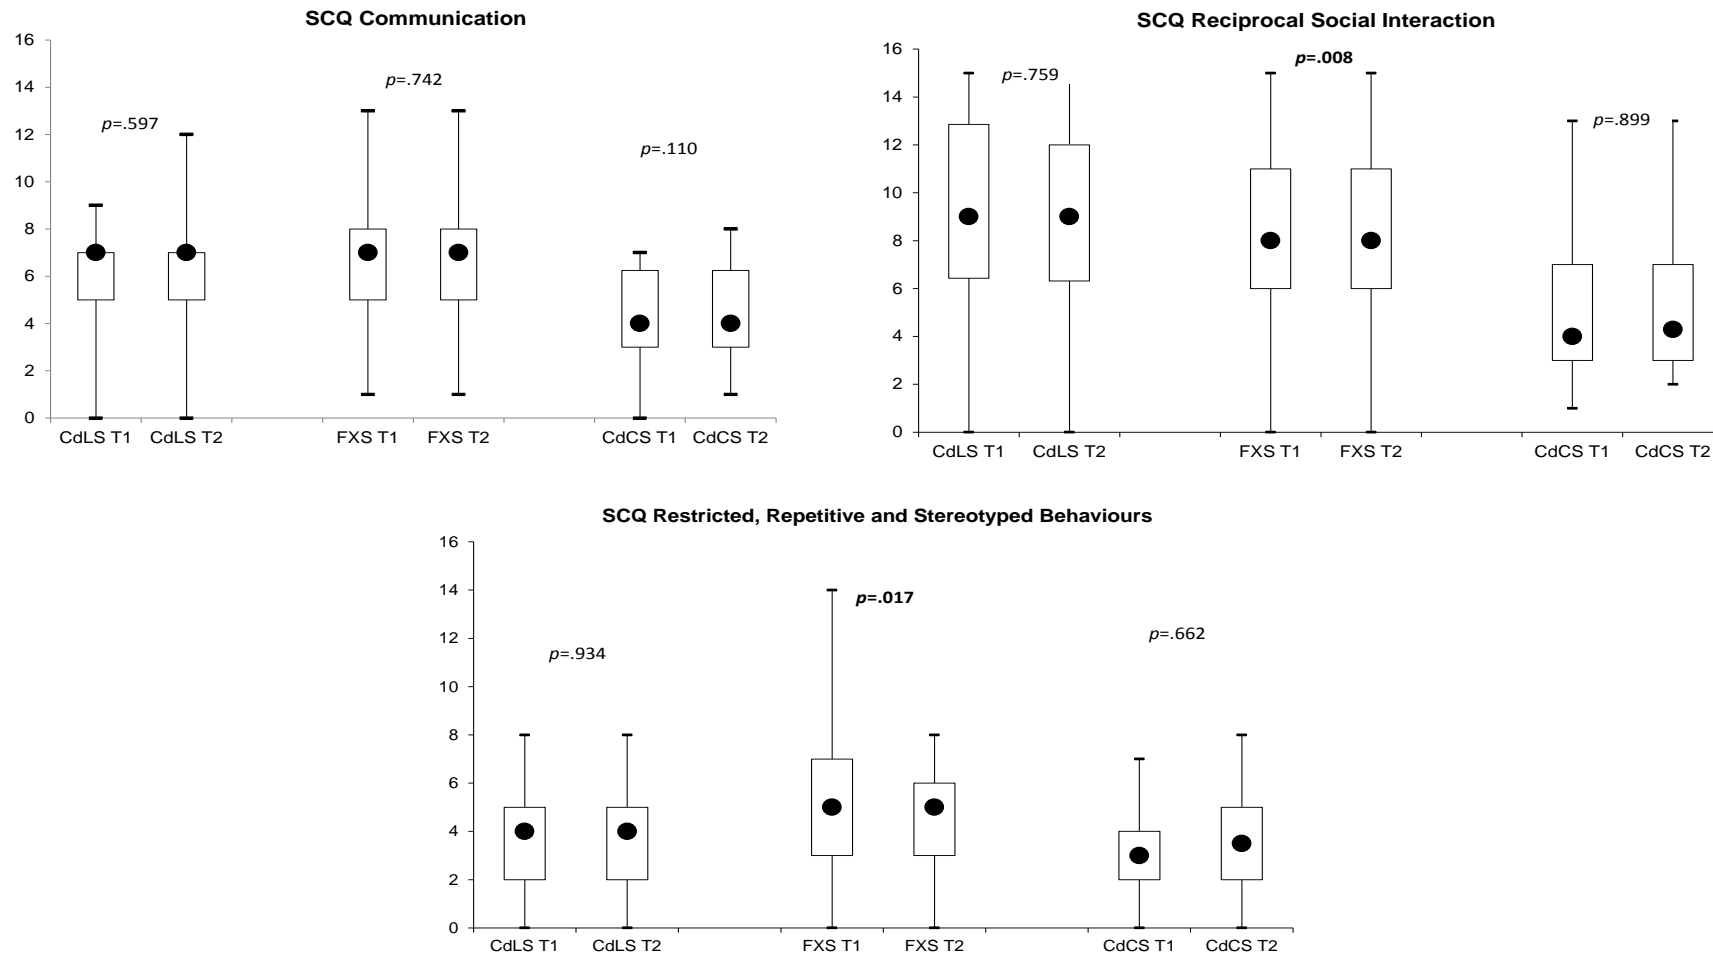 SCQ Communication
16
14
12
10
8
6
4
2
0
p=.597
p=.742
p=.110
CdLS T1 CdLS T2 FXS T1 FXS T2 CdCS T1 CdCS T2
SCQ Reciprocal Social Interaction
16
14
12
10
8
6
4
2
0
p=.759
p=.008
p=.899
CdLS T1 CdLS T2 FXS T1 FXS T2 CdCS T1 CdCS T2
SCQ Restricted, Repetitive and Stereotyped Behaviours
16
14
12
10
8
6
4
2
0
p=.934
p=.017
p=.662
CdLS T1 CdLS T2 FXS T1 FXS T2 CdCS T1 CdCS T2